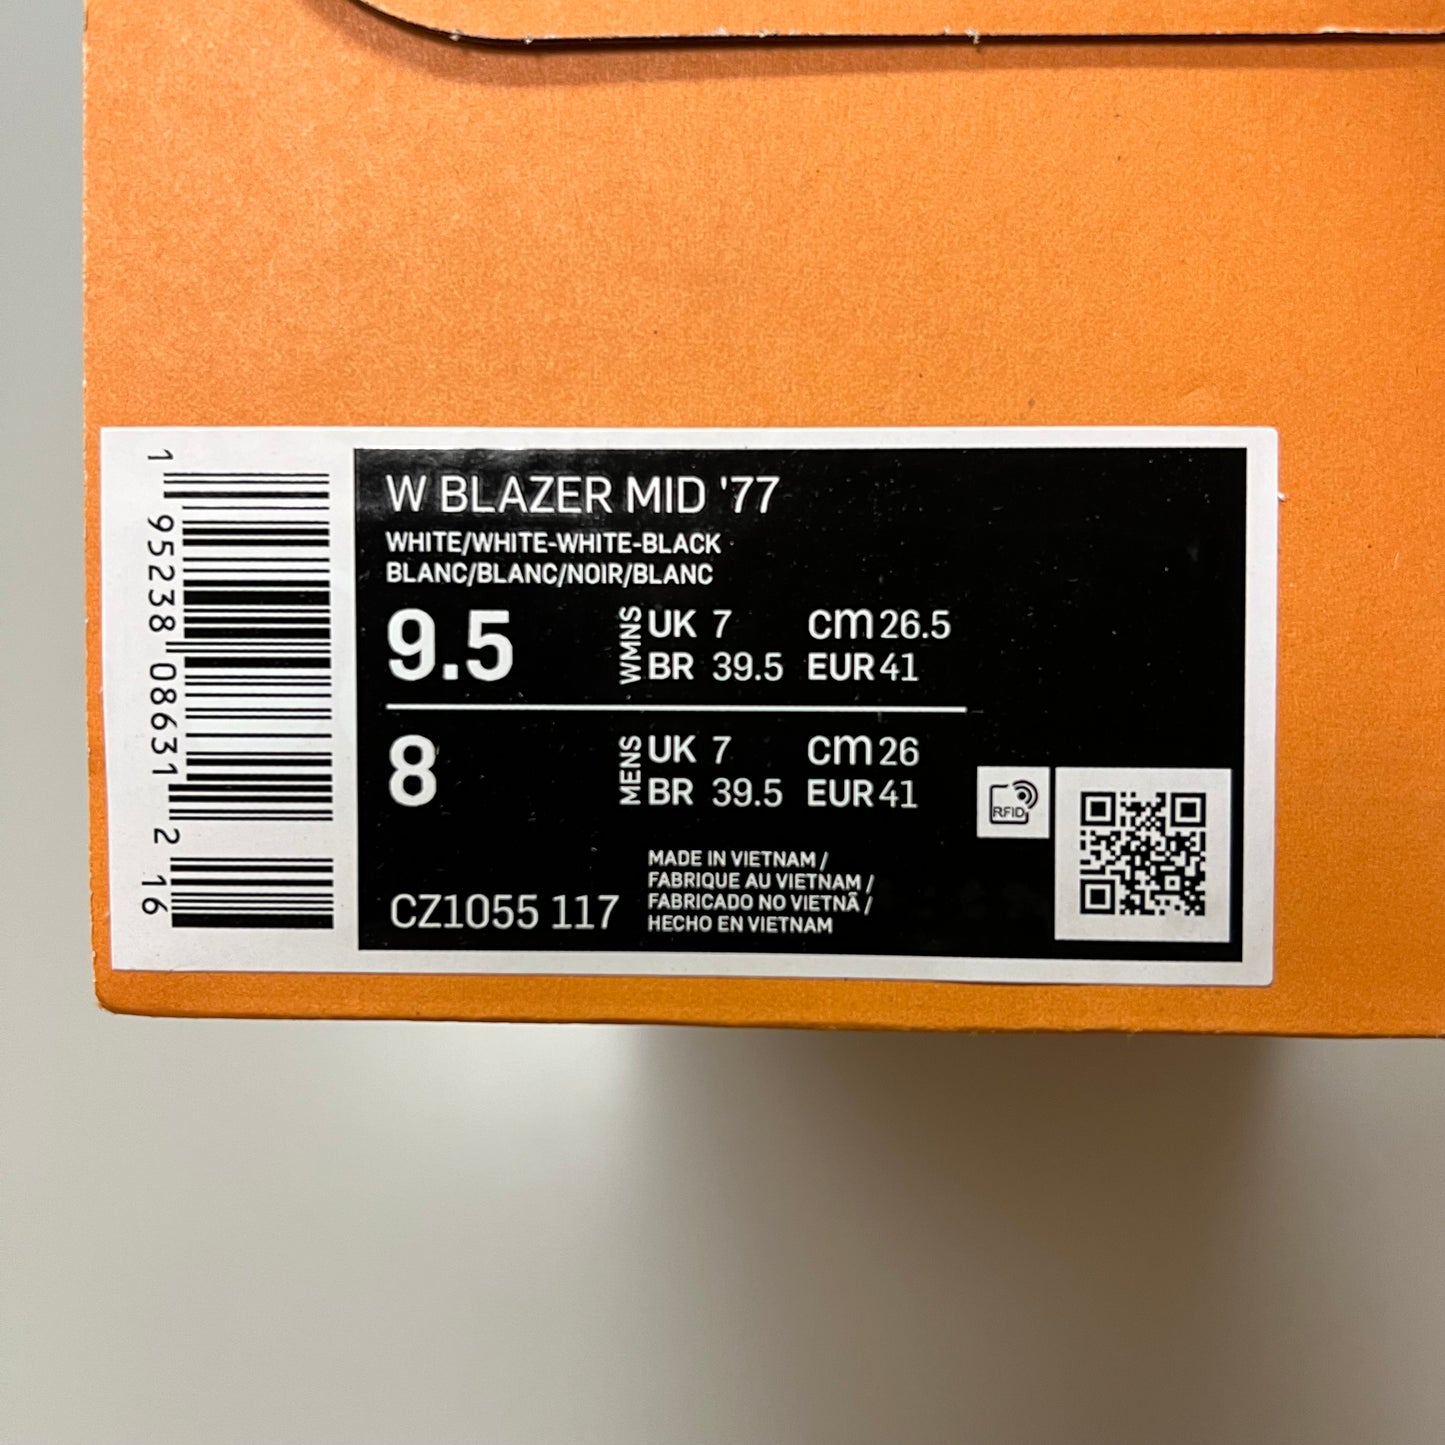 W BLAZER MID '77
WHITE/WHITE-WHITE-BLACK
BLANC/BLANC/NOIR/BLANC
9.5 WMNS UK 7 cm 26.5
BR 39.5 EUR 41
8 MENS UK 7 cm 26
BR 39.5 EUR 41
CZ1055 117
MADE IN VIETNAM /
FABRIQUE AU VIETNAM /
FABRICADO NO VIETNÃ /
HECHO EN VIETNAM
RFID
1 95238 08631 2 16